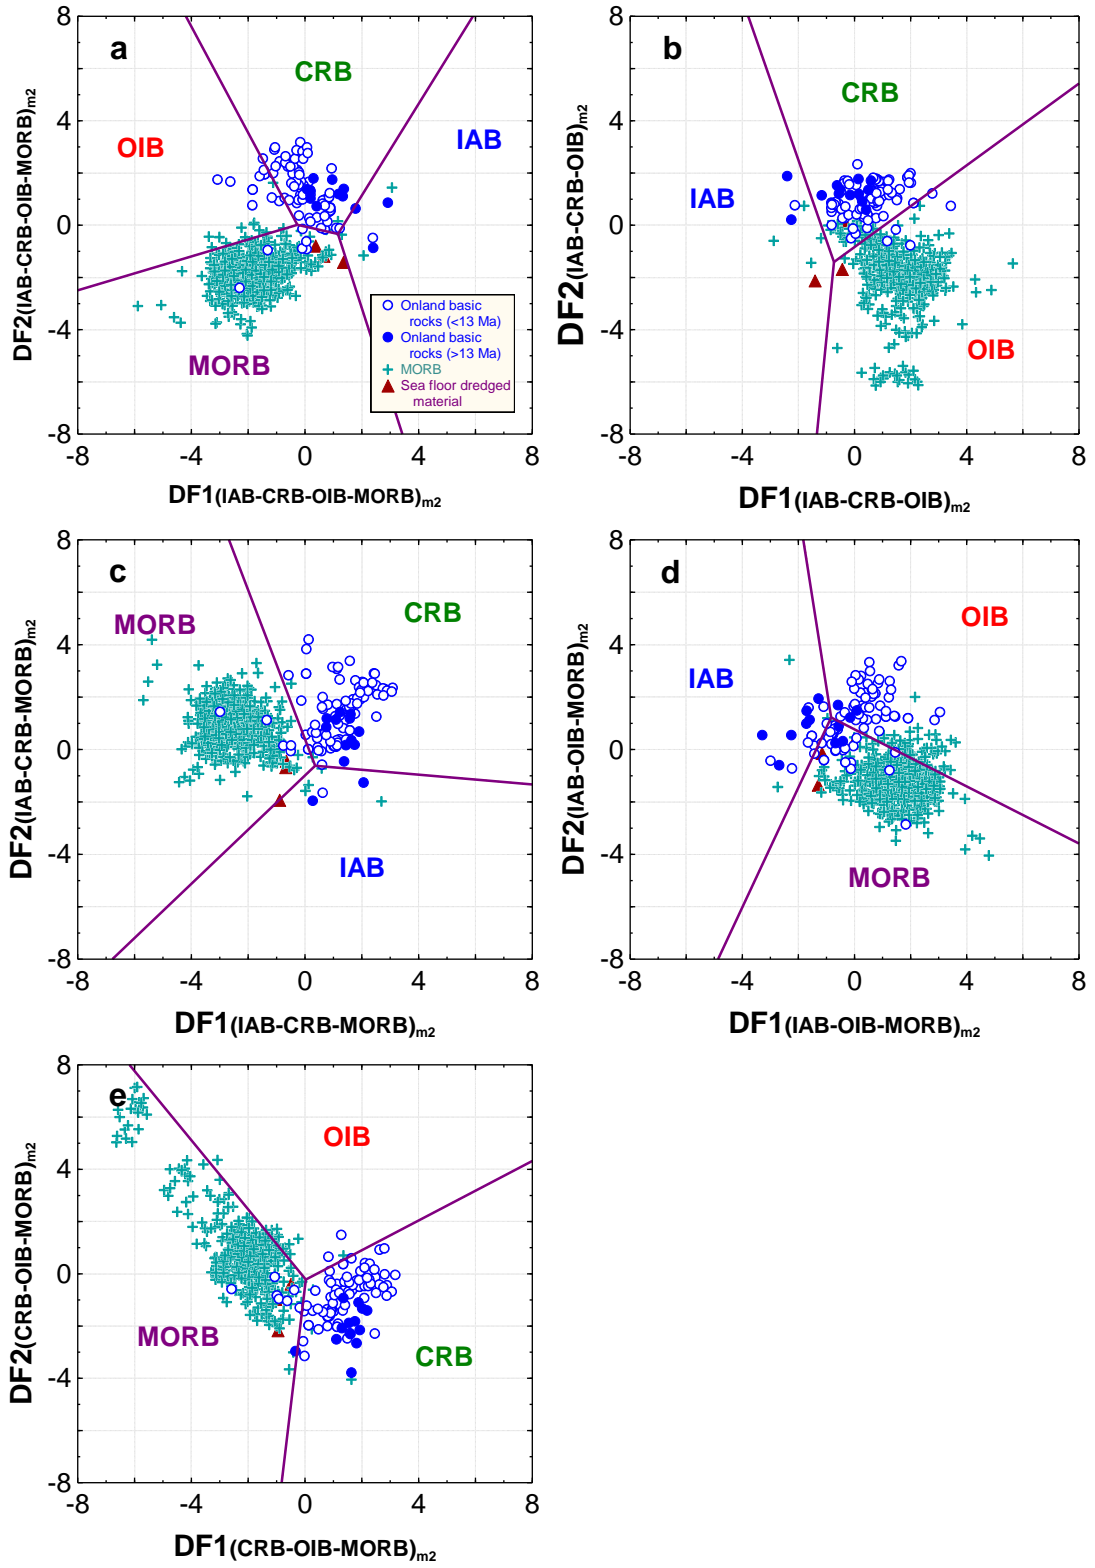 a
CRB
OIB
IAB
MORB
8
4
0
-4
-8
-8
-4
0
4
8
DF2(IAB-CRB-OIB-MORB)m2
DF1(IAB-CRB-OIB-MORB)m2
Onland basic
rocks (<13 Ma)
Onland basic
rocks (>13 Ma)
MORB
Sea floor dredged
material
b
CRB
IAB
OIB
8
4
0
-4
-8
-8
-4
0
4
8
DF2(IAB-CRB-OIB)m2
DF1(IAB-CRB-OIB)m2
c
MORB
CRB
IAB
8
4
0
-4
-8
-8
-4
0
4
8
DF2(IAB-CRB-MORB)m2
DF1(IAB-CRB-MORB)m2
d
OIB
IAB
MORB
8
4
0
-4
-8
-8
-4
0
4
8
DF2(IAB-OIB-MORB)m2
DF1(IAB-OIB-MORB)m2
e
OIB
MORB
CRB
8
4
0
-4
-8
-8
-4
0
4
8
DF2(CRB-OIB-MORB)m2
DF1(CRB-OIB-MORB)m2